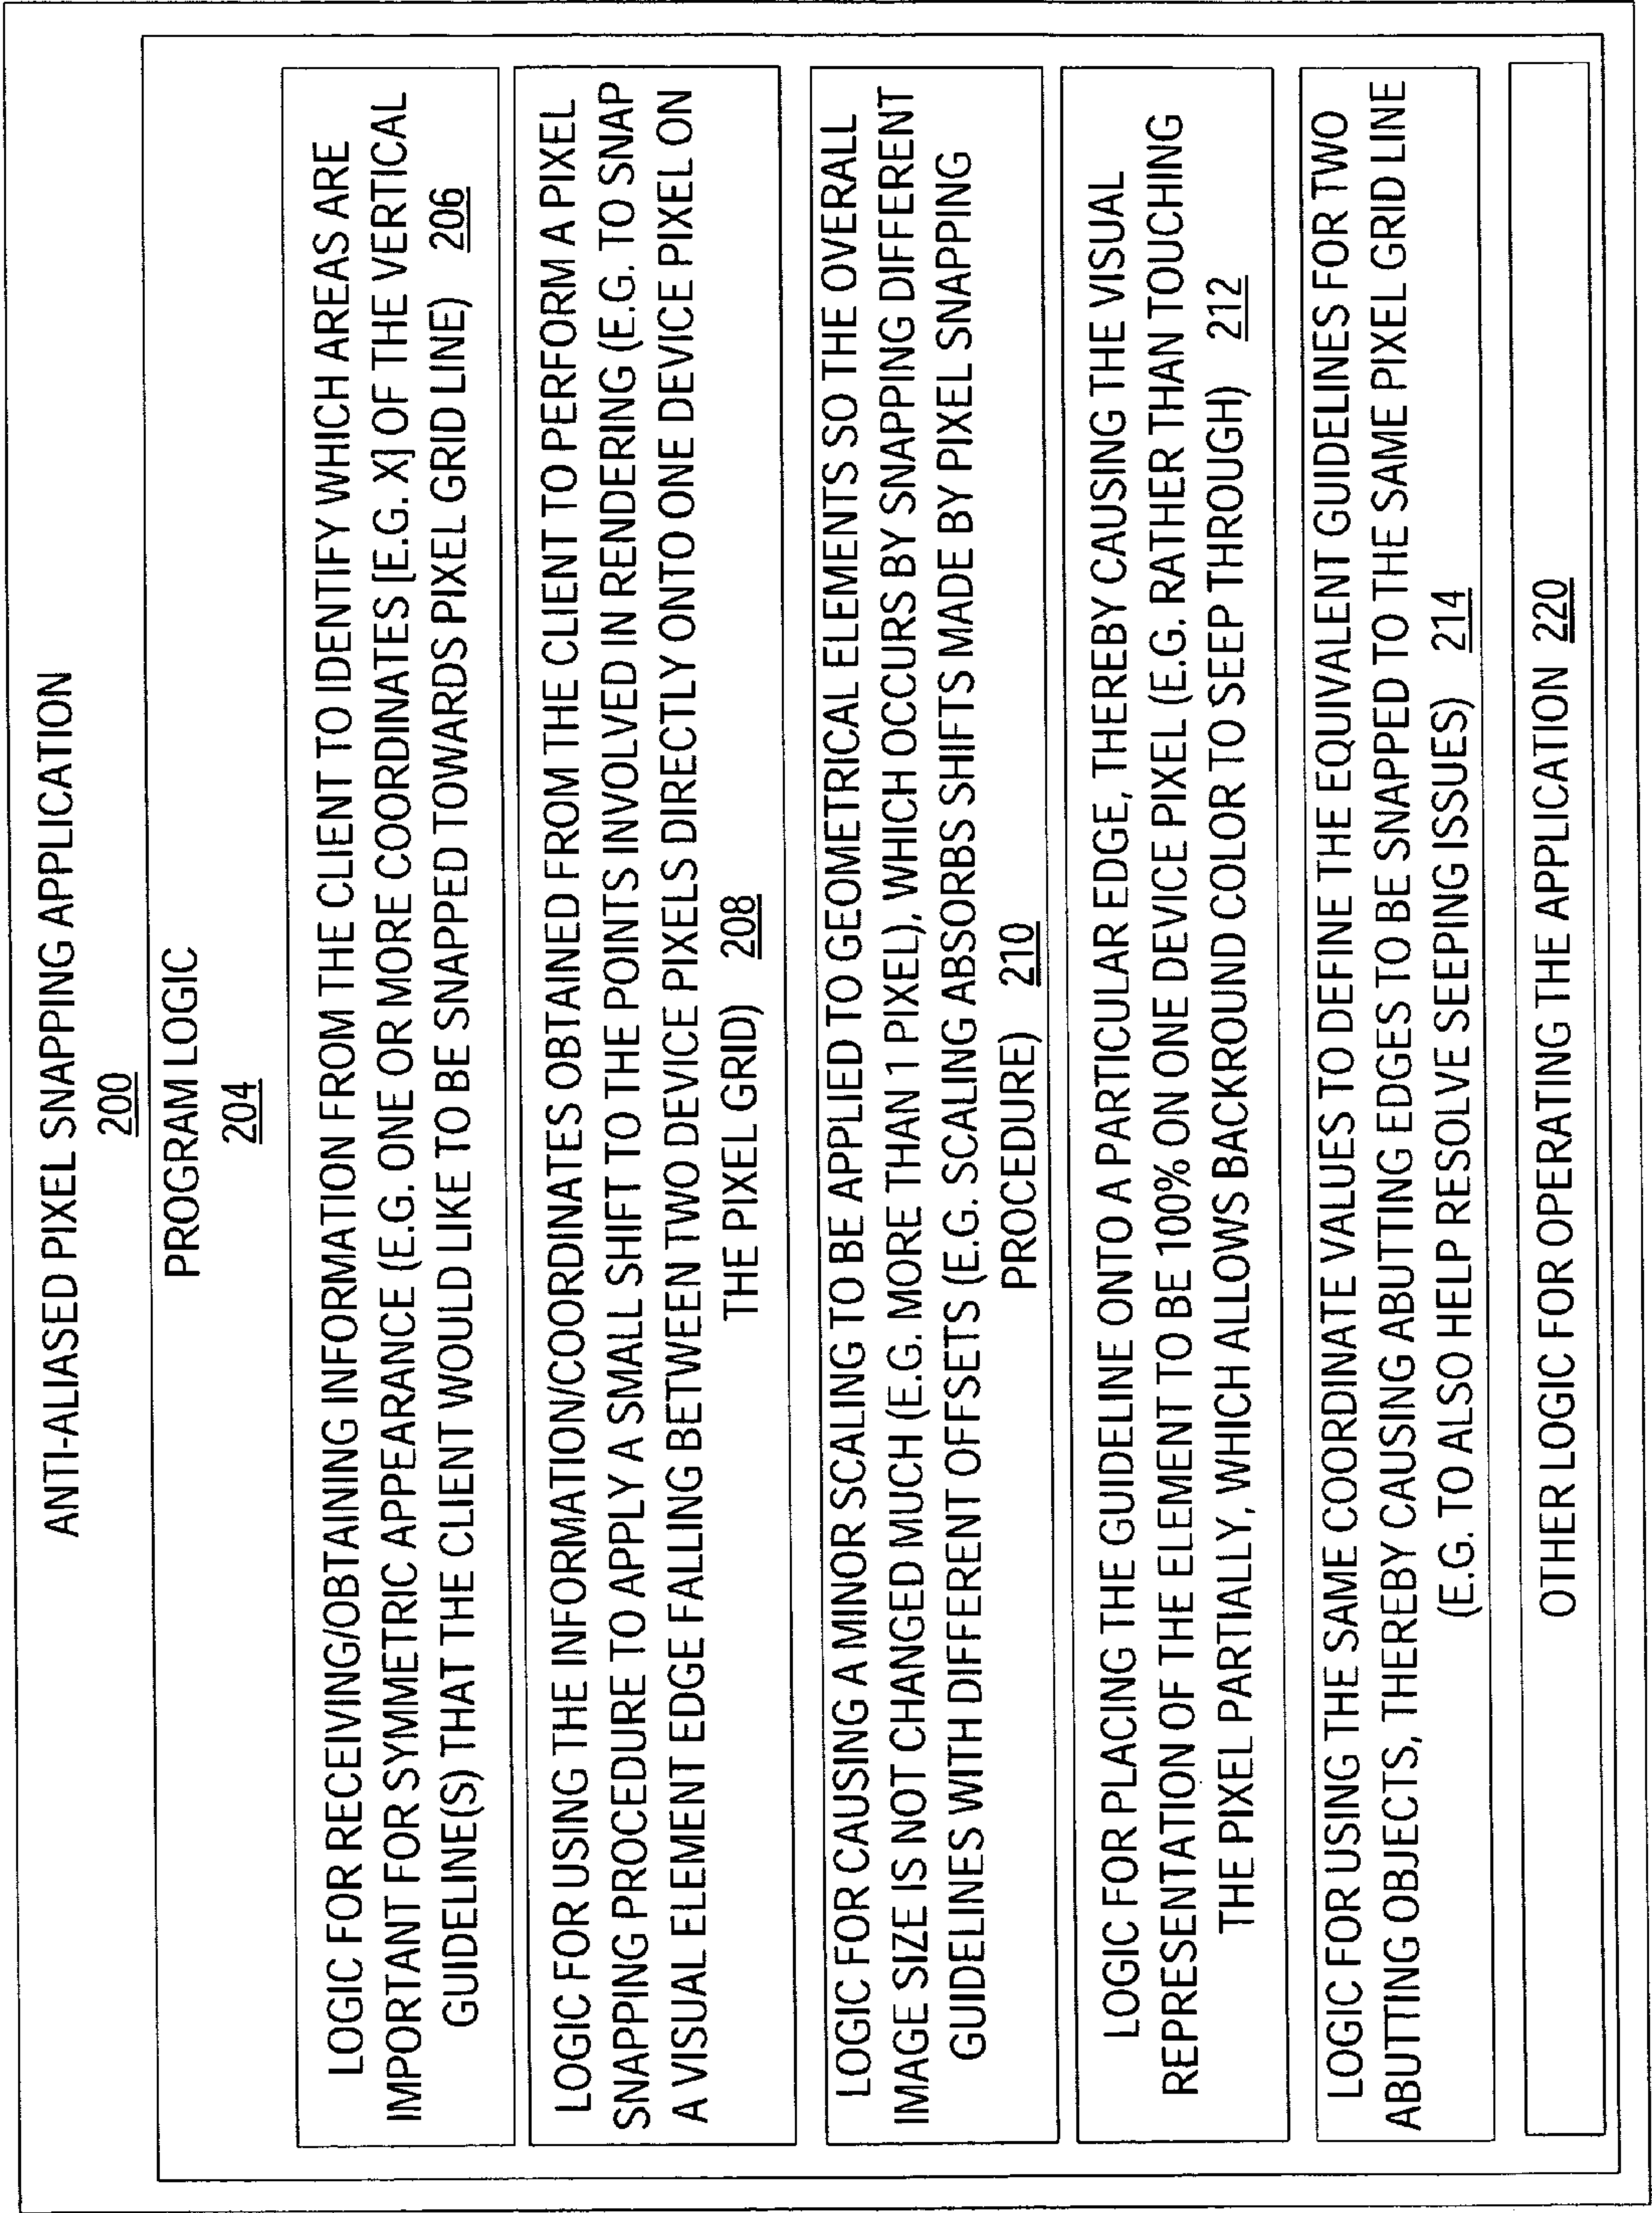 ANTI-ALIASED PIXEL SNAPPING APPLICATION
200
PROGRAM LOGIC
204
LOGIC FOR RECEIVING/OBTAINING INFORMATION FROM THE CLIENT TO IDENTIFY WHICH AREAS ARE
IMPORTANT FOR SYMMETRIC APPEARANCE (E.G. ONE OR MORE COORDINATES [E.G. X] OF THE VERTICAL
GUIDELINE(S) THAT THE CLIENT WOULD LIKE TO BE SNAPPED TOWARDS PIXEL GRID LINE) 206
LOGIC FOR USING THE INFORMATION/COORDINATES OBTAINED FROM THE CLIENT TO PERFORM A PIXEL
SNAPPING PROCEDURE TO APPLY A SMALL SHIFT TO THE POINTS INVOLVED IN RENDERING (E.G. TO SNAP
A VISUAL ELEMENT EDGE FALLING BETWEEN TWO DEVICE PIXELS DIRECTLY ONTO ONE DEVICE PIXEL ON
THE PIXEL GRID) 208
LOGIC FOR CAUSING A MINOR SCALING TO BE APPLIED TO GEOMETRICAL ELEMENTS SO THE OVERALL
IMAGE SIZE IS NOT CHANGED MUCH (E.G. MORE THAN 1 PIXEL), WHICH OCCURS BY SNAPPING DIFFERENT
GUIDELINES WITH DIFFERENT OFFSETS (E.G. SCALING ABSORBS SHIFTS MADE BY PIXEL SNAPPING
PROCEDURE) 210
LOGIC FOR PLACING THE GUIDELINE ONTO A PARTICULAR EDGE, THEREBY CAUSING THE VISUAL
REPRESENTATION OF THE ELEMENT TO BE 100% ON ONE DEVICE PIXEL (E.G. RATHER THAN TOUCHING
THE PIXEL PARTIALLY, WHICH ALLOWS BACKROUND COLOR TO SEEP THROUGH) 212
LOGIC FOR USING THE SAME COORDINATE VALUES TO DEFINE THE EQUIVALENT GUIDELINES FOR TWO
ABUTTING OBJECTS, THEREBY CAUSING ABUTTING EDGES TO BE SNAPPED TO THE SAME PIXEL GRID LINE
(E.G. TO ALSO HELP RESOLVE SEEPING ISSUES) 214
OTHER LOGIC FOR OPERATING THE APPLICATION 220